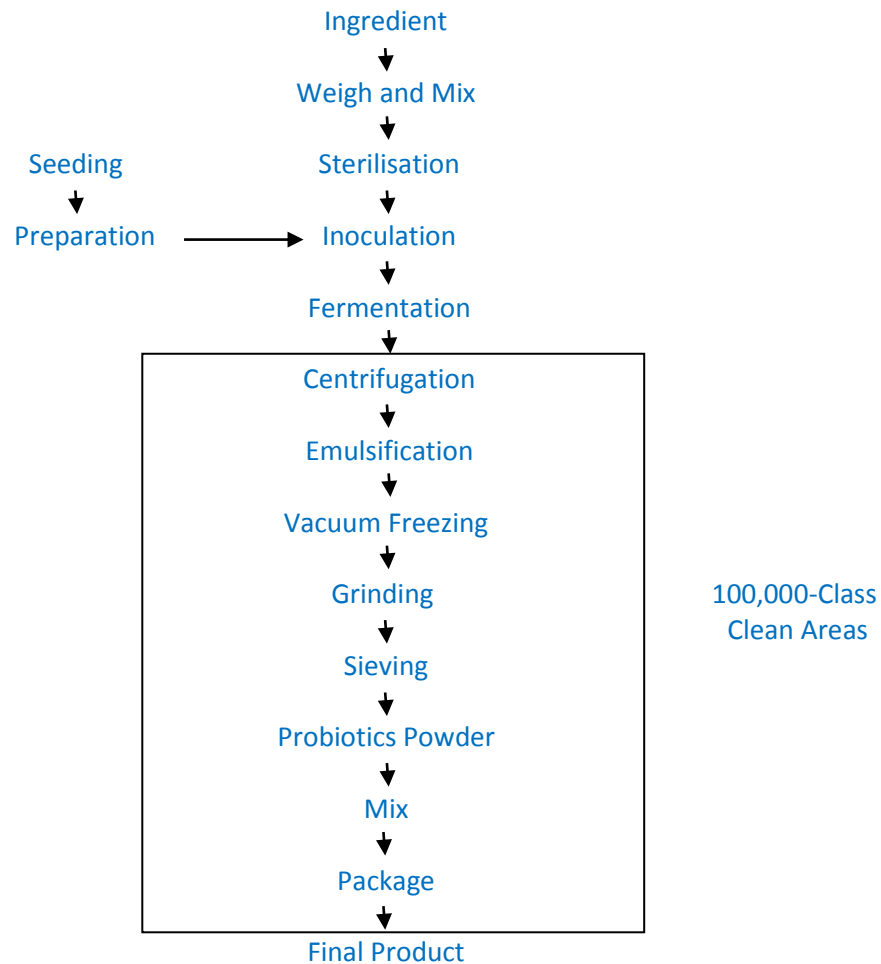 Ingredient
Weigh and Mix
Seeding
Sterilisation
Preparation
Inoculation
Fermentation
Centrifugation
Emulsification
Vacuum Freezing
Grinding
100,000-Class
Clean Areas
Sieving
Probiotics Powder
Mix
Package
Final Product